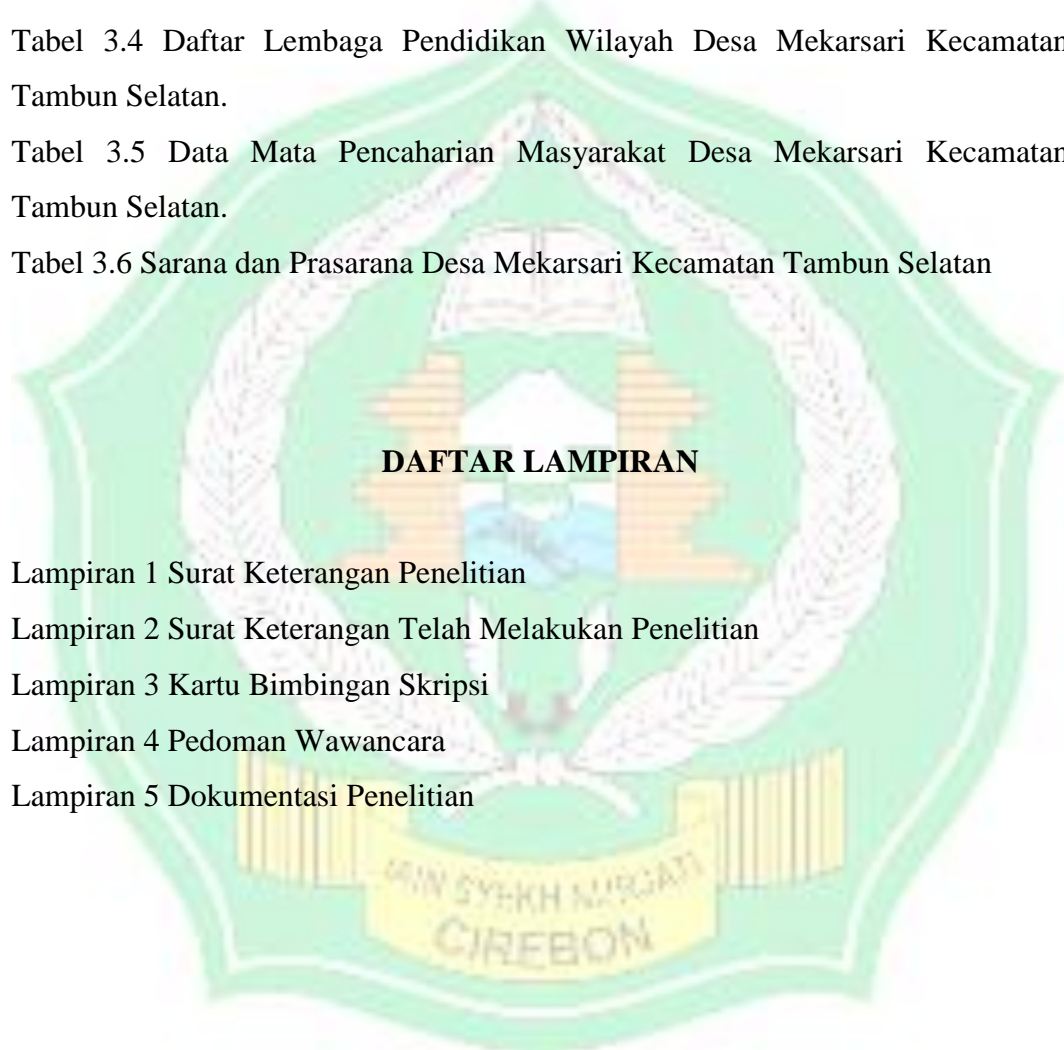 Tabel 3.4 Daftar Lembaga Pendidikan Wilayah Desa Mekarsari Kecamatan
Tambun Selatan.
Tabel 3.5 Data Mata Pencaharian Masyarakat Desa Mekarsari Kecamatan
Tambun Selatan.
Tabel 3.6 Sarana dan Prasarana Desa Mekarsari Kecamatan Tambun Selatan
DAFTAR LAMPIRAN
Lampiran 1 Surat Keterangan Penelitian
Lampiran 2 Surat Keterangan Telah Melakukan Penelitian
Lampiran 3 Kartu Bimbingan Skripsi
Lampiran 4 Pedoman Wawancara
Lampiran 5 Dokumentasi Penelitian
IAIN SYEKH NURJATI
CIREBON